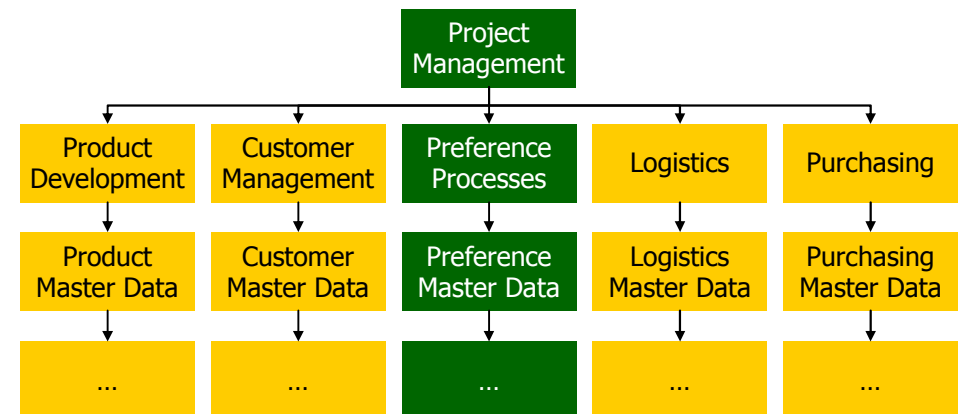 Project
Management
Product
Development
Customer
Management
Preference
Processes
Logistics
Purchasing
Product
Master Data
Customer
Master Data
Preference
Master Data
Logistics
Master Data
Purchasing
Master Data
...
...
...
...
...